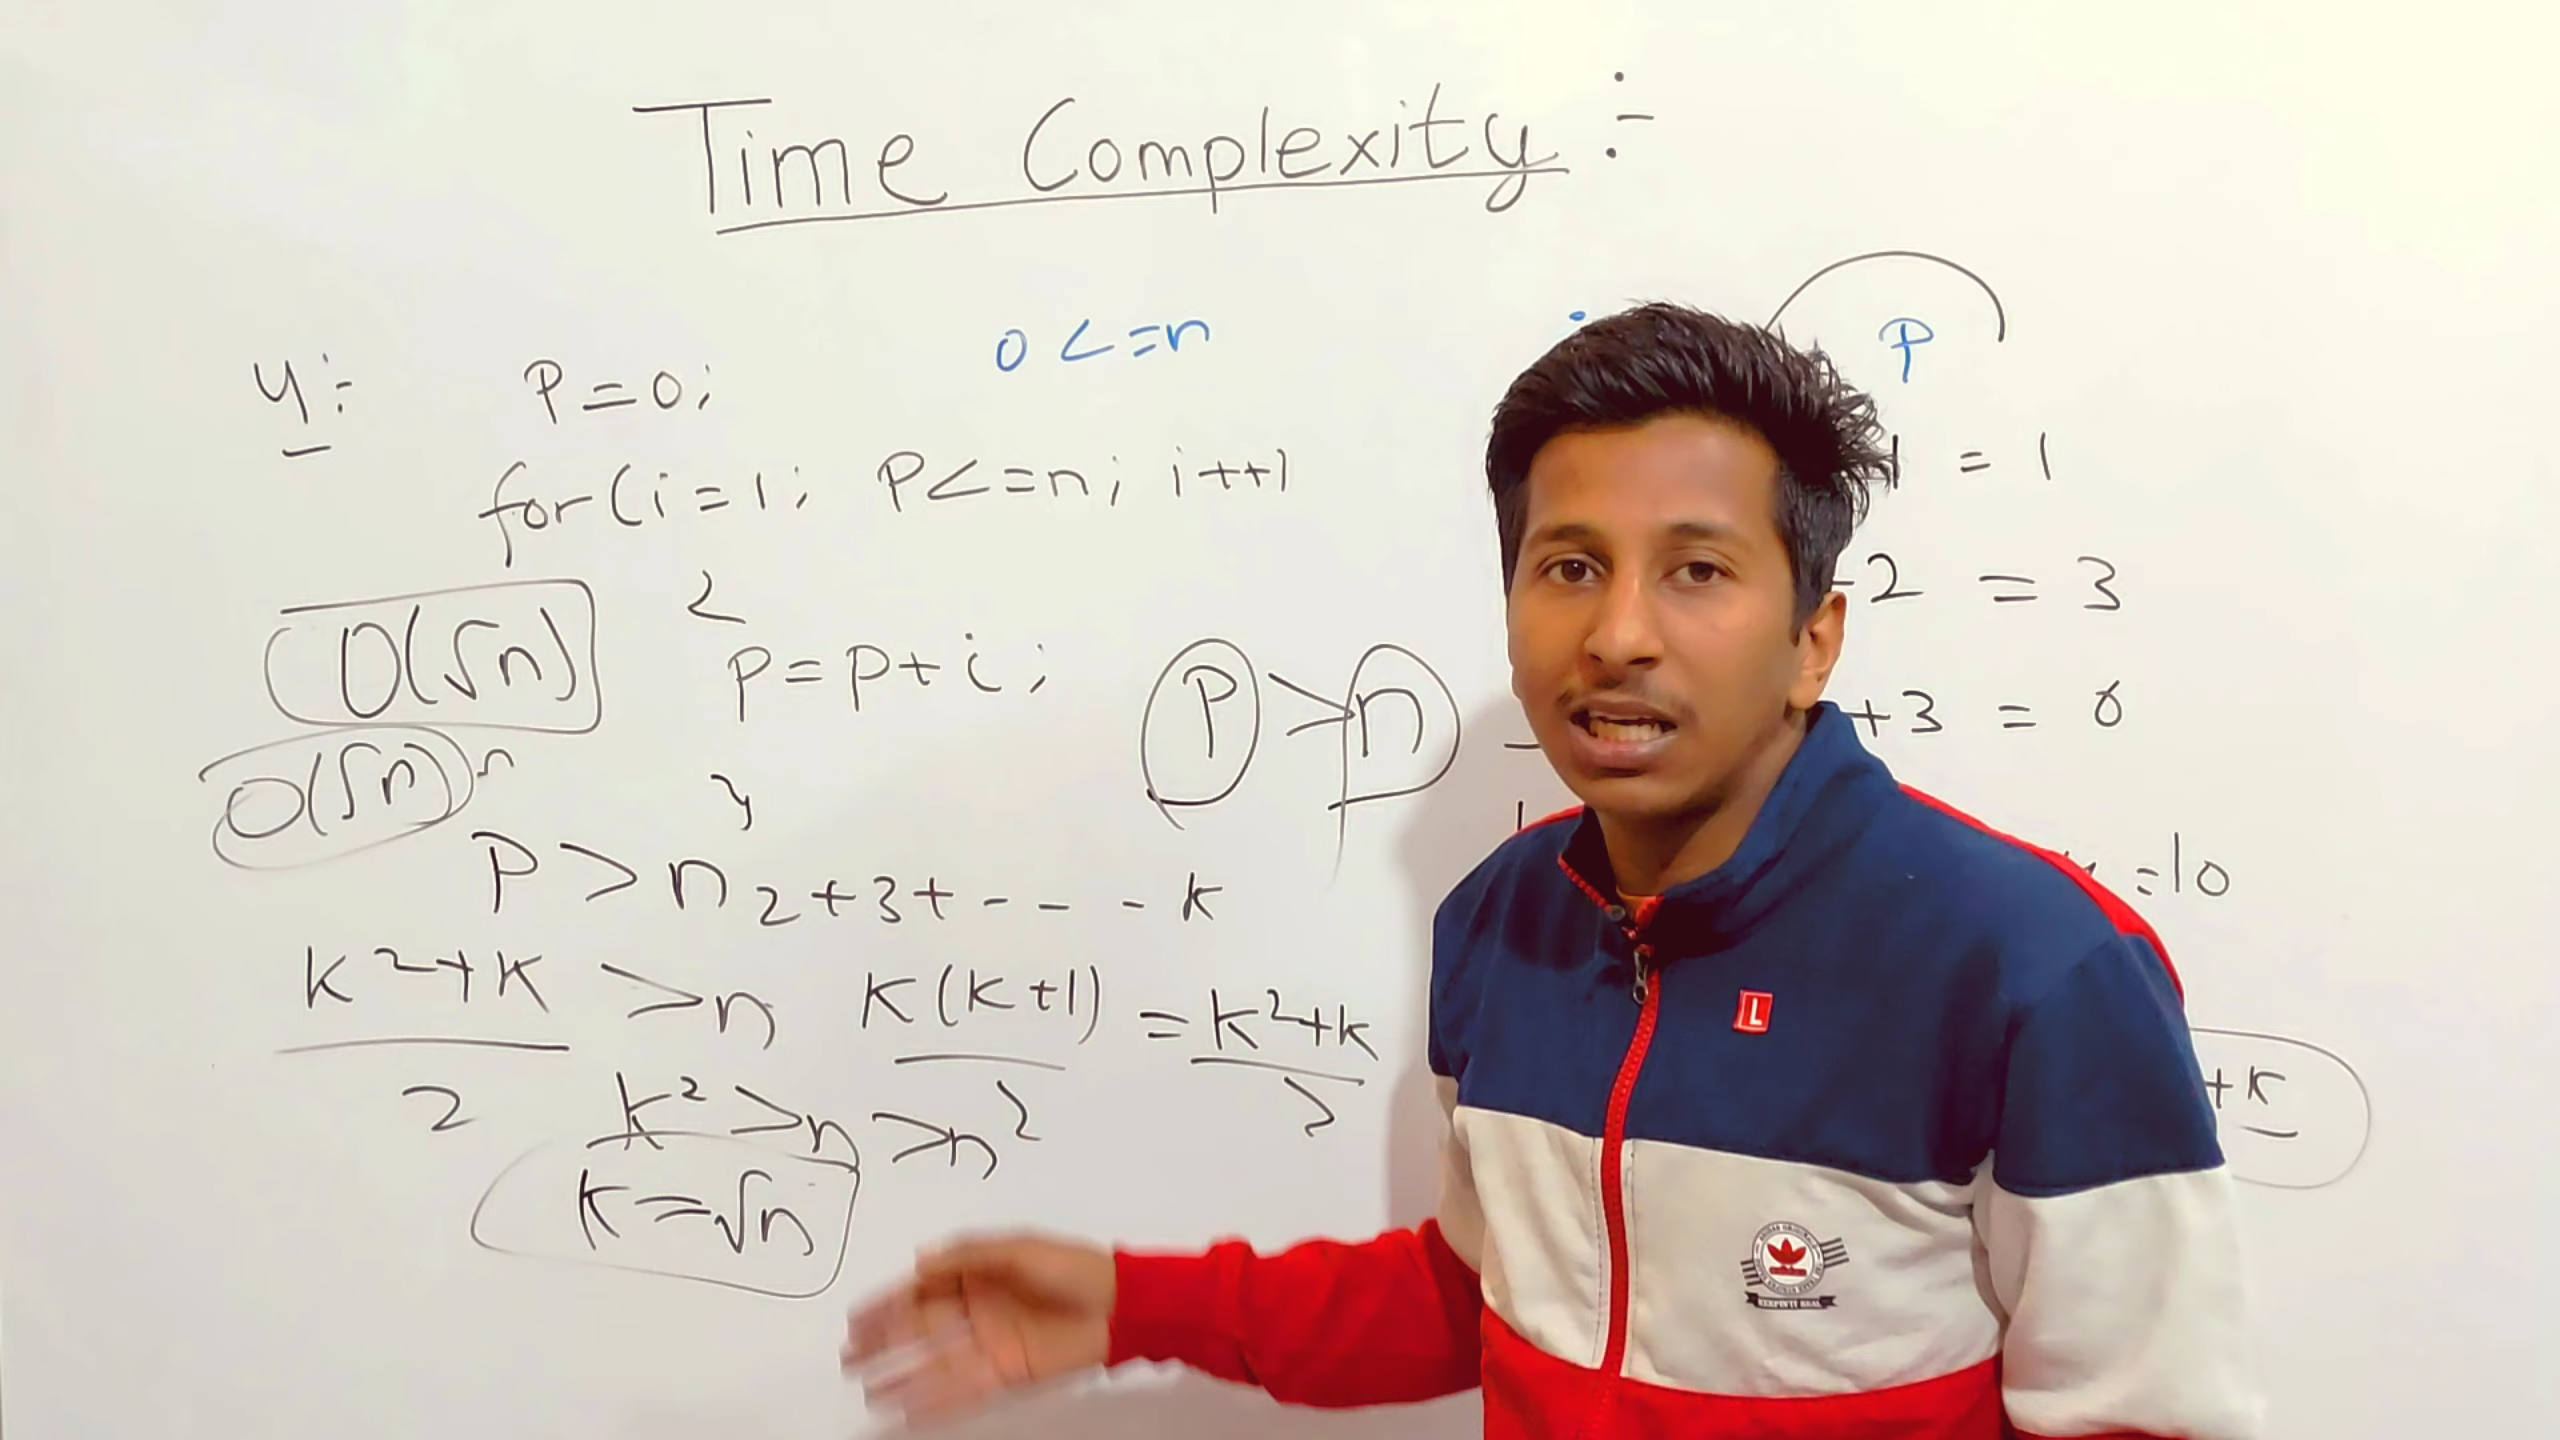 Time Complexity :-
0 <=n
P
4:- P=0;
for(i=1; P<=n; i++)
{
p=p+i;
}
O(√n)
O(√n) n
P > n
P > n
2+3+----k
k²+k / 2 > n
k(k+1) / 2 = k²+k / 2
k² > n > n
k = √n
1 = 1
2 = 3
+3 = 6
=10
+k
L